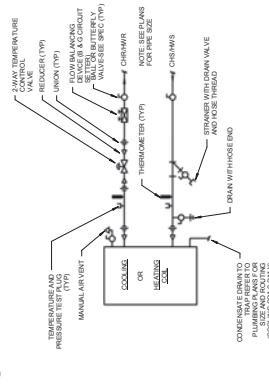 2-WAY TEMPERATURE
CONTROL
VALVE
REDUCER (TYP)
UNION (TYP)
FLOW BALANCING
DEVICE (B & G CIRCUIT
SETTER)
BALL OR BUTTERFLY
VALVE-SEE SPEC (TYP)
CHR/HWR
NOTE: SEE PLANS
FOR PIPE SIZE
CHS/HWS
THERMOMETER (TYP)
STRAINER WITH DRAIN VALVE
AND HOSE THREAD
DRAIN WITH HOSE END
TEMPERATURE AND
PRESSURE TEST PLUG
(TYP)
MANUAL AIR VENT
COOLING
OR
HEATING
COIL
CONDENSATE DRAIN TO
TRAP REFER TO
PLUMBING PLANS FOR
SIZE AND ROUTING